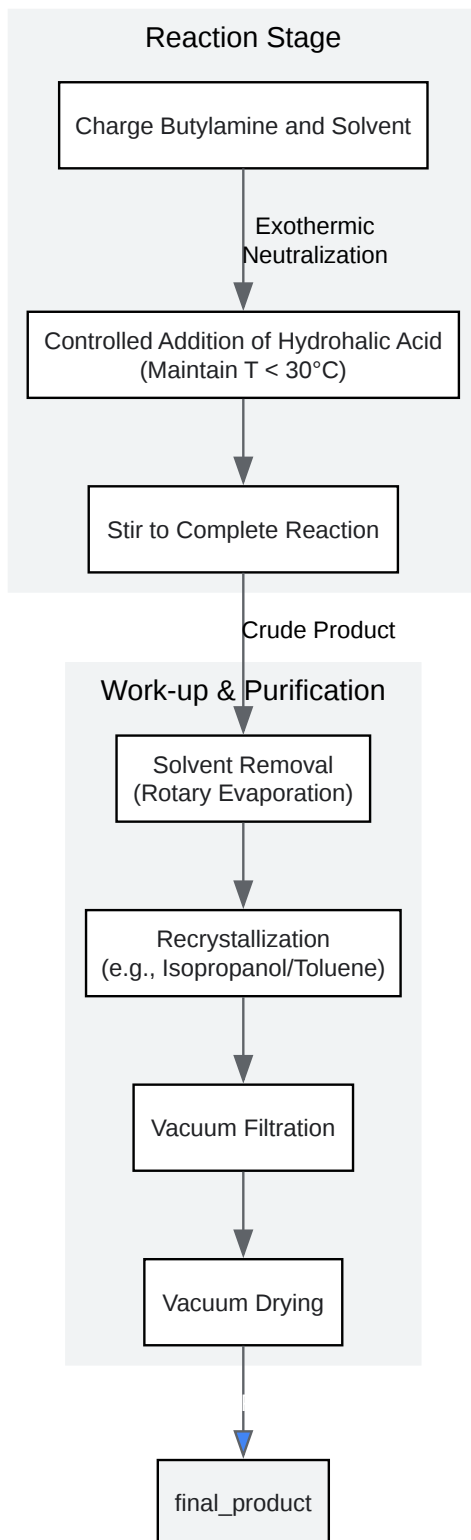 Reaction Stage
Charge Butylamine and Solvent
Exothermic
Neutralization
Controlled Addition of Hydrohalic Acid
(Maintain T < 30°C)
Stir to Complete Reaction
Crude Product
Work-up & Purification
Solvent Removal
(Rotary Evaporation)
Recrystallization
(e.g., Isopropanol/Toluene)
Vacuum Filtration
Vacuum Drying
final_product